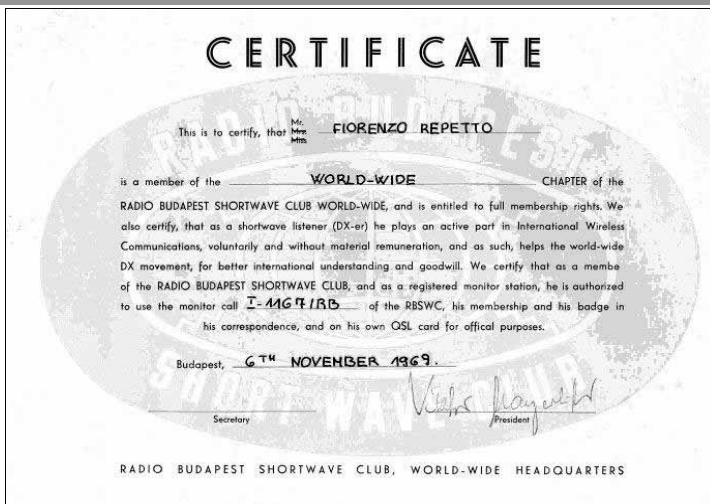 CERTIFICATE
Mr.
This is to certify, that Mrs. FIORENZO REPETTO
Miss
is a member of the WORLD-WIDE CHAPTER of the
RADIO BUDAPEST SHORTWAVE CLUB WORLD-WIDE, and is entitled to full membership rights. We
also certify, that as a shortwave listener (DX-er) he plays an active part in International Wireless
Communications, voluntarily and without material remuneration, and as such, helps the world-wide
DX movement, for better international understanding and goodwill. We certify that as a membe
of the RADIO BUDAPEST SHORTWAVE CLUB, and as a registered monitor station, he is authorized
to use the monitor call I-1167/RB of the RBSWC, his membership and his badge in
his correspondence, and on his own QSL card for offical purposes.
Budapest, 6TH NOVEMBER 1969.
Secretary
President
RADIO BUDAPEST SHORTWAVE CLUB, WORLD-WIDE HEADQUARTERS
RADIO BUDAPEST
SHORT WAVE CLUB